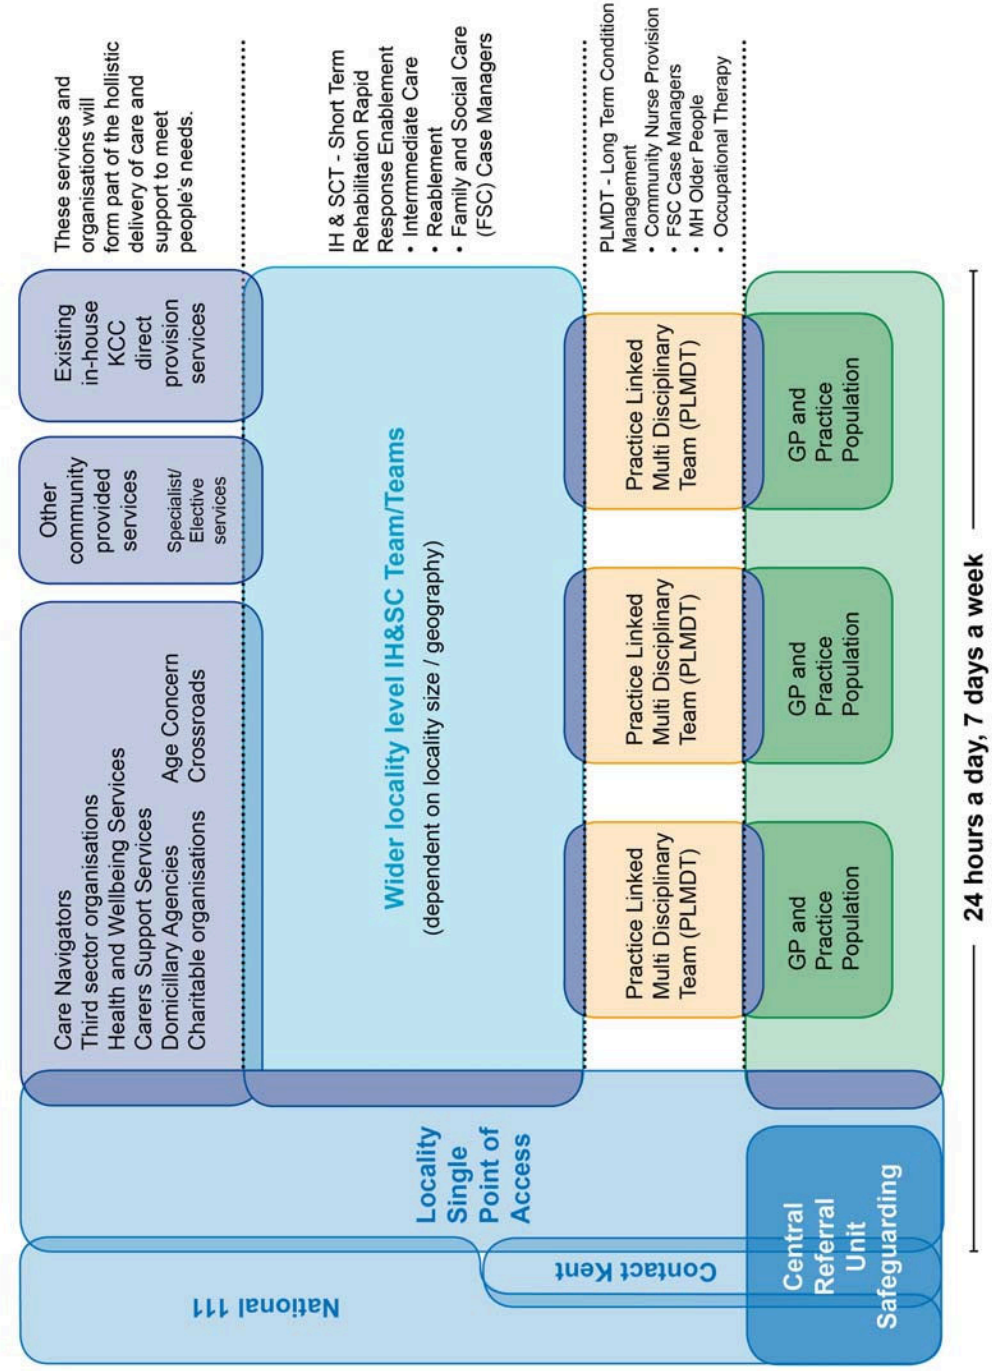 National 111
Contact Kent
Central
Referral
Unit
Safeguarding
Locality
Single
Point of
Access
Care Navigators
Third sector organisations
Health and Wellbeing Services
Carers Support Services
Domicillary Agencies
Charitable organisations
Age Concern
Crossroads
Other
community
provided
services
Specialist/
Elective
services
Existing
in-house
KCC
direct
provision
services
These services and
organisations will
form part of the hollistic
delivery of care and
support to meet
people's needs.
Wider locality level IH&SC Team/Teams
(dependent on locality size / geography)
IH & SCT - Short Term
Rehabilitation Rapid
Response Enablement
• Intermmediate Care
• Reablement
• Family and Social Care
(FSC) Case Managers
Practice Linked
Multi Disciplinary
Team (PLMDT)
Practice Linked
Multi Disciplinary
Team (PLMDT)
Practice Linked
Multi Disciplinary
Team (PLMDT)
PLMDT - Long Term Condition
Management
• Community Nurse Provision
• FSC Case Managers
• MH Older People
• Occupational Therapy
GP and
Practice
Population
GP and
Practice
Population
GP and
Practice
Population
24 hours a day, 7 days a week